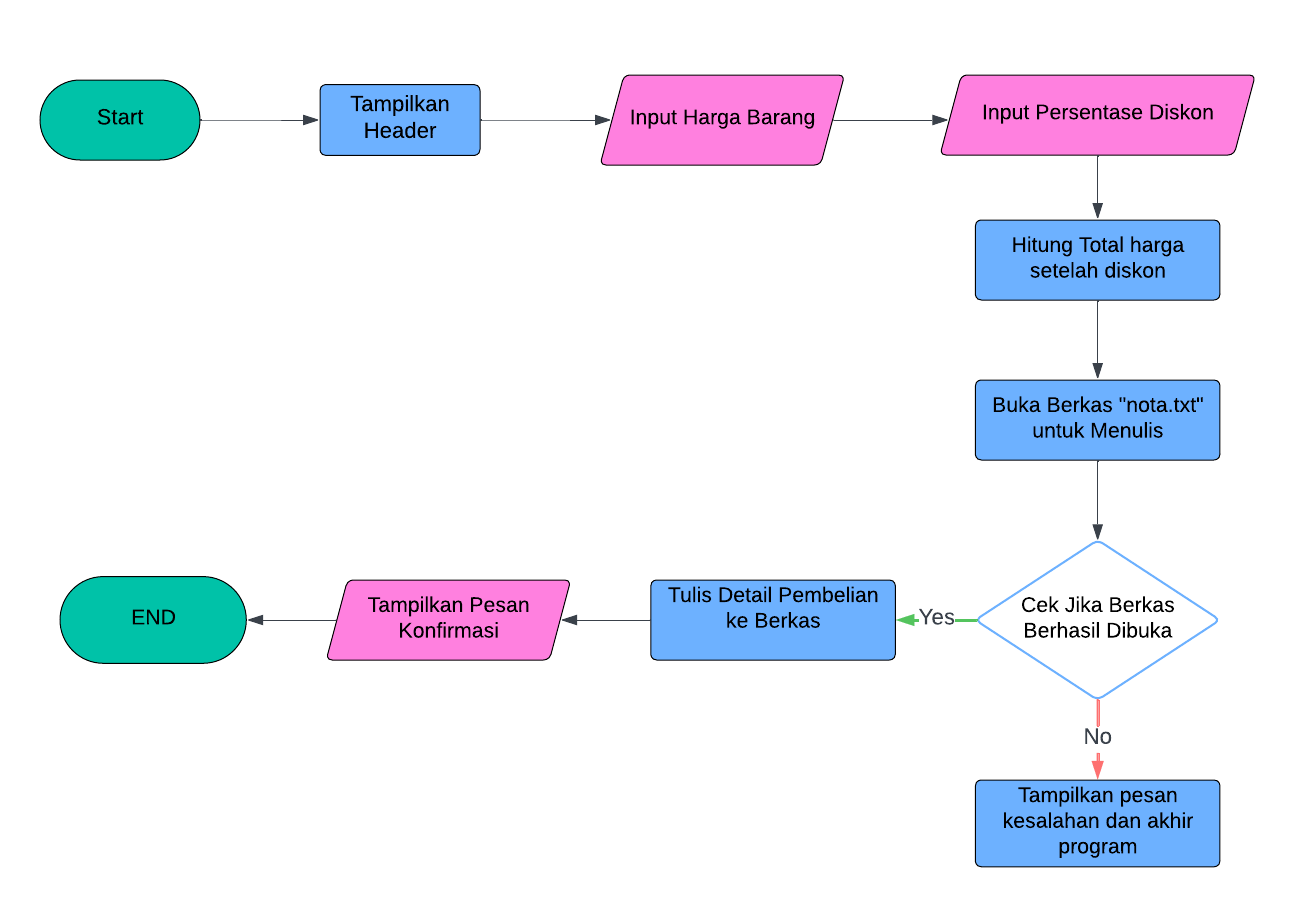 Start
Tampilkan
Header
Input Harga Barang
Input Persentase Diskon
Hitung Total harga
setelah diskon
Buka Berkas "nota.txt"
untuk Menulis
Cek Jika Berkas
Berhasil Dibuka
Yes
Tulis Detail Pembelian
ke Berkas
Tampilkan Pesan
Konfirmasi
END
No
Tampilkan pesan
kesalahan dan akhir
program